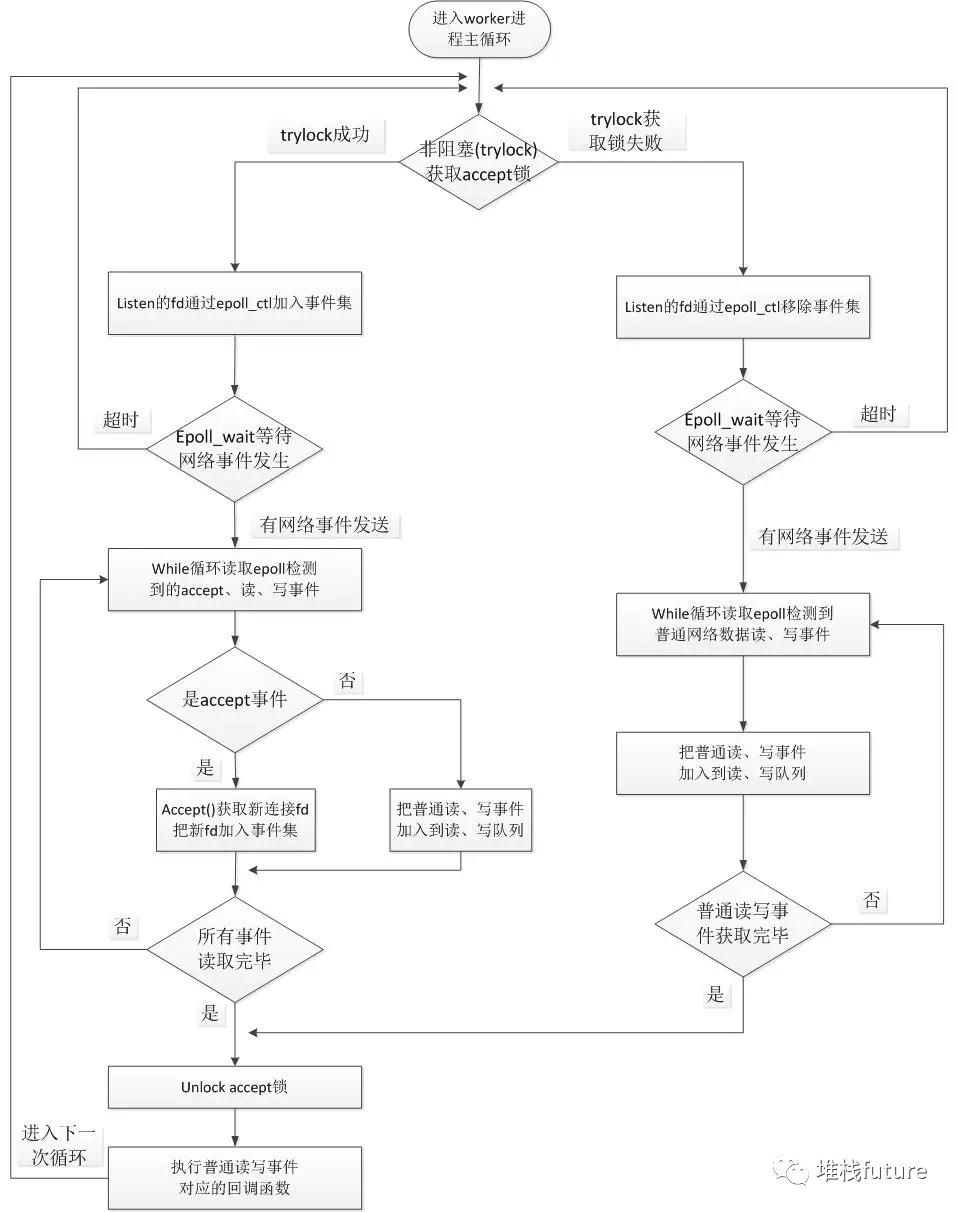 进入worker进
程主循环
trylock成功
trylock获
取锁失败
非阻塞(trylock)
获取accept锁
Listen的fd通过epoll_ctl加入事件集
Listen的fd通过epoll_ctl移除事件集
超时
Epoll_wait等待
网络事件发生
Epoll_wait等待
网络事件发生
超时
有网络事件发送
有网络事件发送
While循环读取epoll检测
到的accept、读、写事件
While循环读取epoll检测到
普通网络数据读、写事件
是accept事件
否
是
把普通读、写事件
加入到读、写队列
Accept()获取新连接fd
把新fd加入事件集
把普通读、写事件
加入到读、写队列
否
所有事件
读取完毕
普通读写事
件获取完毕
否
是
是
Unlock accept锁
进入下一
次循环
执行普通读写事件
对应的回调函数
堆栈future